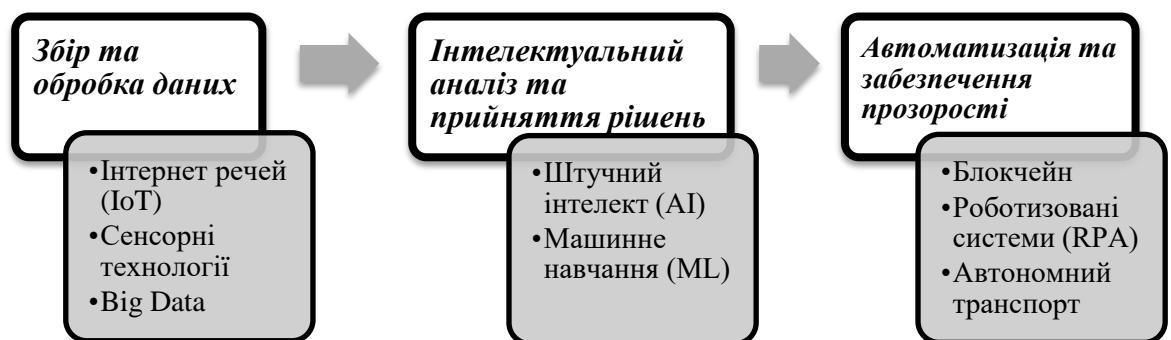 Збір та
обробка даних
•Інтернет речей
(IoT)
•Сенсорні
технології
•Big Data
Інтелектуальний
аналіз та
прийняття рішень
•Штучний
інтелект (AI)
•Машинне
навчання (ML)
Автоматизація та
забезпечення
прозорості
•Блокчейн
•Роботизовані
системи (RPA)
•Автономний
транспорт